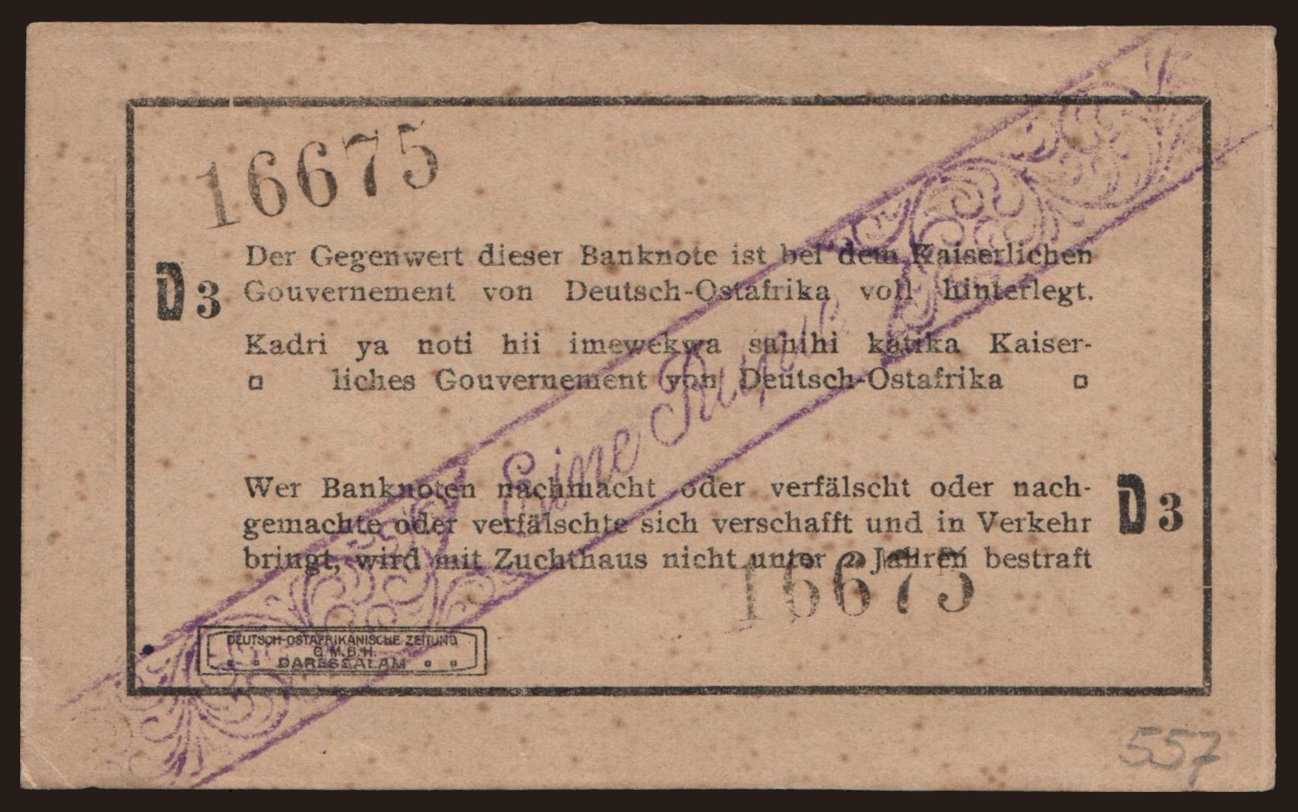 16675
Der Gegenwert dieser Banknote ist bei dem Kaiserlichen
D3 Gouvernement von Deutsch-Ostafrika voll hinterlegt.
Kadri ya noti hii imewekwa sahihi katika Kaiser-
liches Gouvernement von Deutsch-Ostafrika
Eine Rupie
Wer Banknoten nachmacht oder verfälscht oder nach-
gemachte oder verfälschte sich verschafft und in Verkehr D3
bringt, wird mit Zuchthaus nicht unter 2 Jahren bestraft
16675
DEUTSCH-OSTAFRIKANISCHE ZEITUNG
G.M.B.H.
DARESSALAM
557